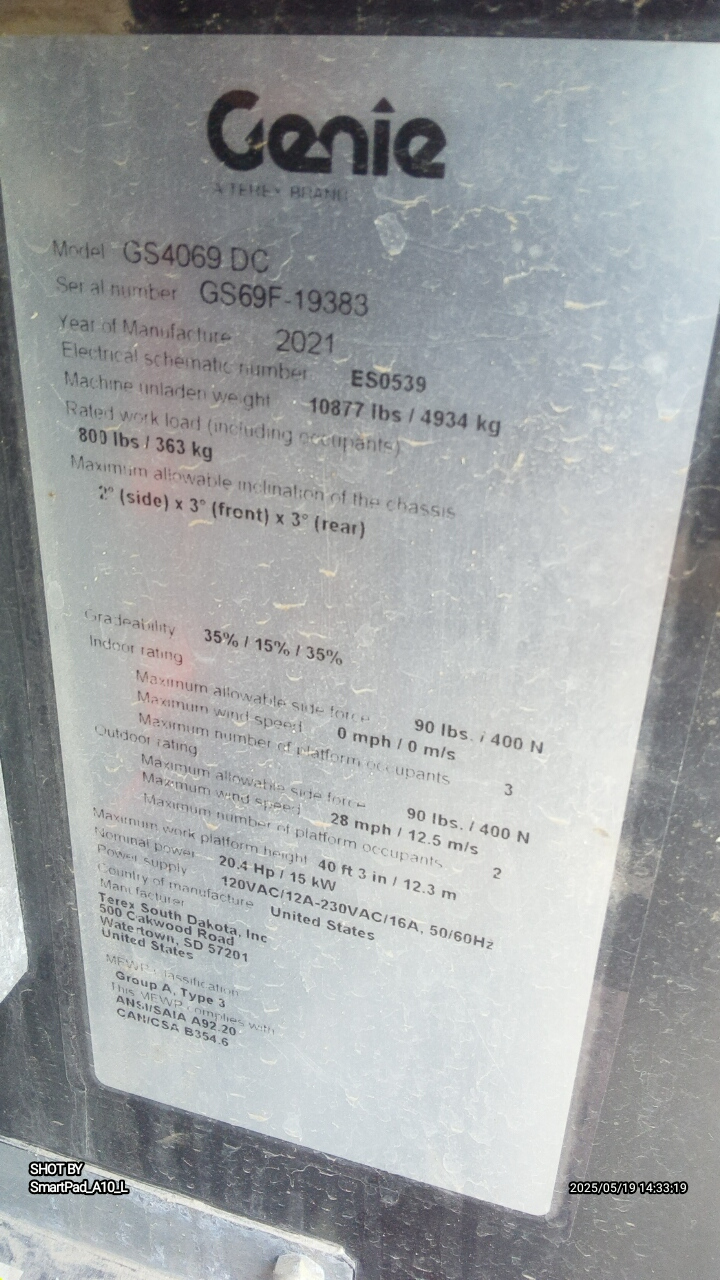 Genie
A TEREX BRAND
Model GS4069 DC
Serial number GS69F-19383
Year of Manufacture 2021
Electrical schematic number ES0539
Machine unladen weight 10877 lbs / 4934 kg
Rated work load (including occupants)
800 lbs / 363 kg
Maximum allowable inclination of the chassis
2° (side) x 3° (front) x 3° (rear)
Gradeability 35% / 15% / 35%
Indoor rating
Maximum allowable side force 90 lbs. / 400 N
Maximum wind speed 0 mph / 0 m/s
Maximum number of platform occupants 3
Outdoor rating
Maximum allowable side force 90 lbs. / 400 N
Maximum wind speed 28 mph / 12.5 m/s
Maximum number of platform occupants 2
Maximum work platform height 40 ft 3 in / 12.3 m
Nominal power 20.4 Hp / 15 kW
Power supply 120VAC/12A-230VAC/16A, 50/60Hz
Country of manufacture United States
Manufacturer
Terex South Dakota, Inc
500 Oakwood Road
Watertown, SD 57201
United States
MEWP Classification
Group A, Type 3
This MEWP complies with
ANSI/SAIA A92.20
CAN/CSA B354.6
SHOT BY
SmartPad_A10_L
2025/05/19 14:33:19